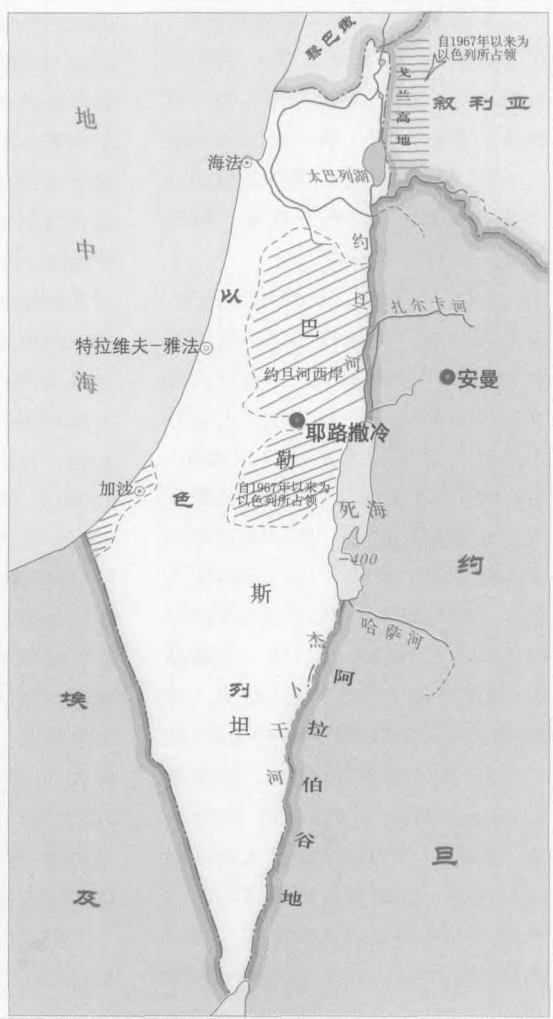 黎巴嫩
自1967年以来为
以色列所占领
戈兰高地
叙利亚
地中海
海法
太巴列湖
约旦河
以色列
巴勒斯坦
扎尔卡河
特拉维夫-雅法
约旦河西岸
安曼
耶路撒冷
加沙
自1967年以来为
以色列所占领
死海
-400
约旦
哈萨河
杰卜干河
阿拉伯谷地
埃及